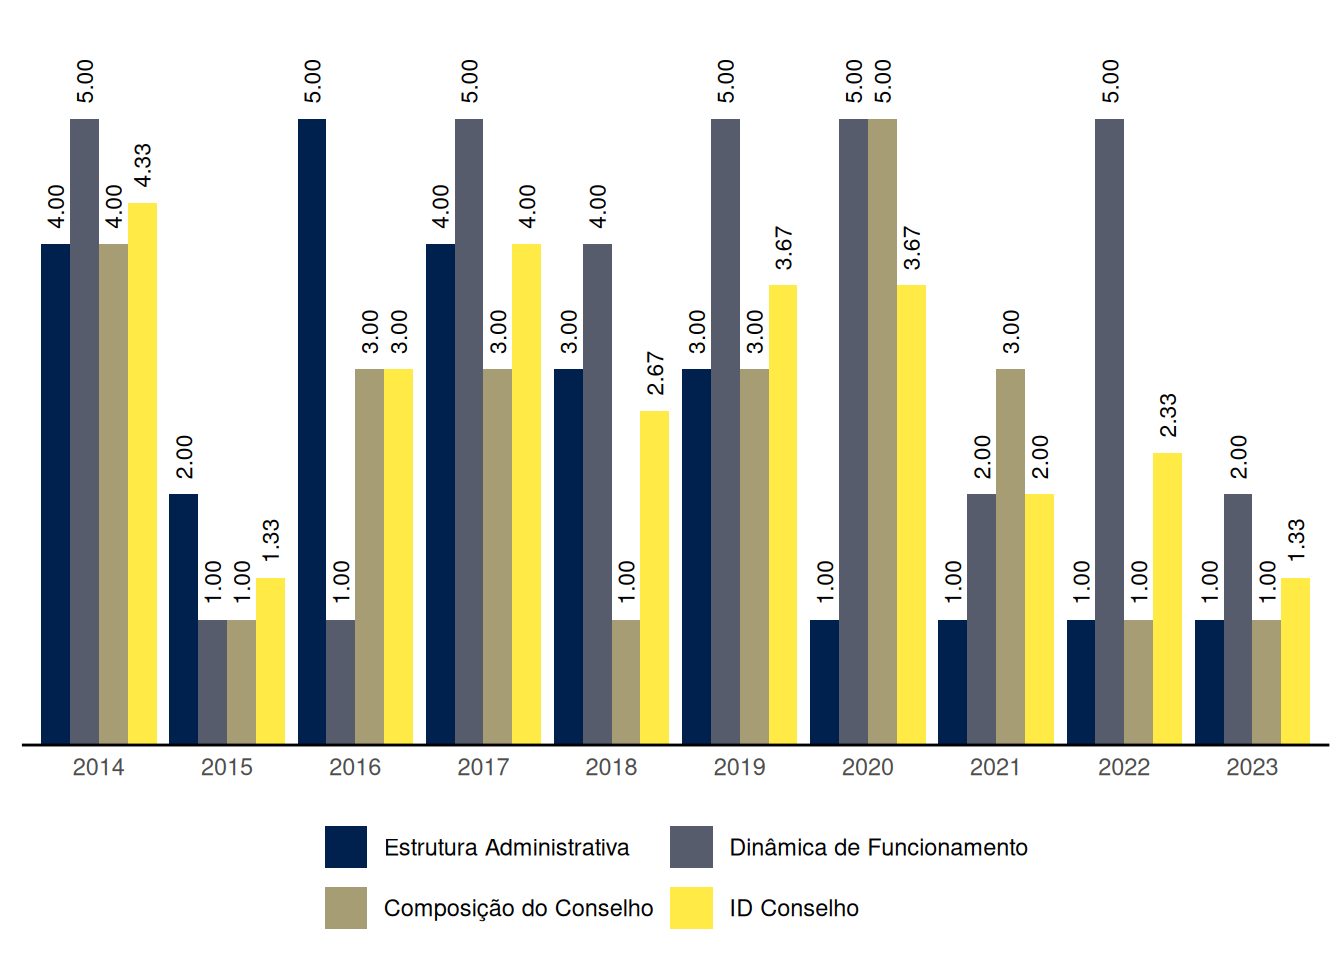 5.00 5.00 5.00 5.00 5.00 5.00 5.00
4.33
4.00 4.00 4.00 4.00 4.00
3.67 3.67
3.00 3.00 3.00 3.00 3.00 3.00 3.00
2.67
2.33
2.00 2.00 2.00 2.00
1.33 1.33
1.00 1.00 1.00 1.00 1.00 1.00 1.00 1.00 1.00 1.00
2014 2015 2016 2017 2018 2019 2020 2021 2022 2023
Estrutura Administrativa Dinâmica de Funcionamento
Composição do Conselho ID Conselho